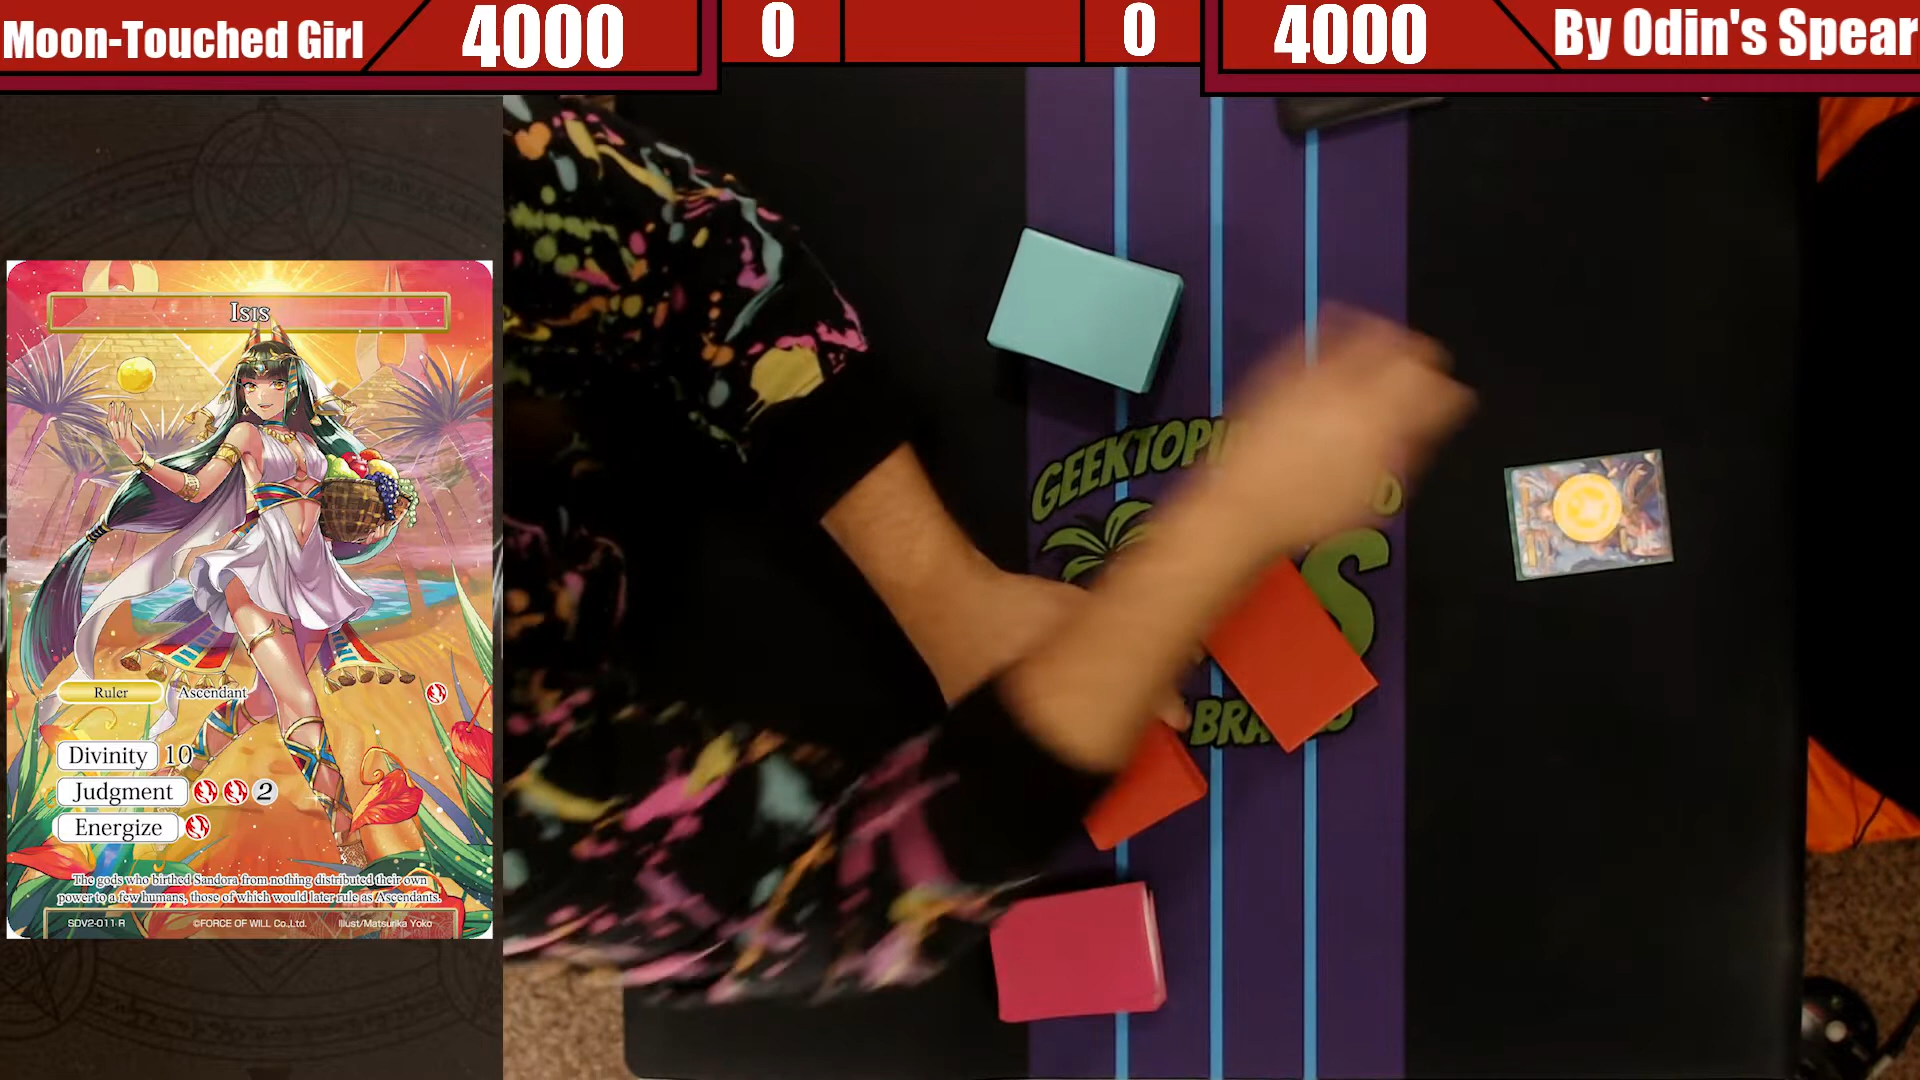 Moon-Touched Girl
4000
0
0
4000
By Odin's Spear
Isis
Ruler
Ascendant
Divinity 10
Judgment 2
Energize
The gods who birthed Sandora from nothing distributed their own
power to a few humans, those of which would later rule as Ascendants.
SDV2-011 R
©FORCE OF WILL Co.,Ltd.
Illust/Matsurika Yoko